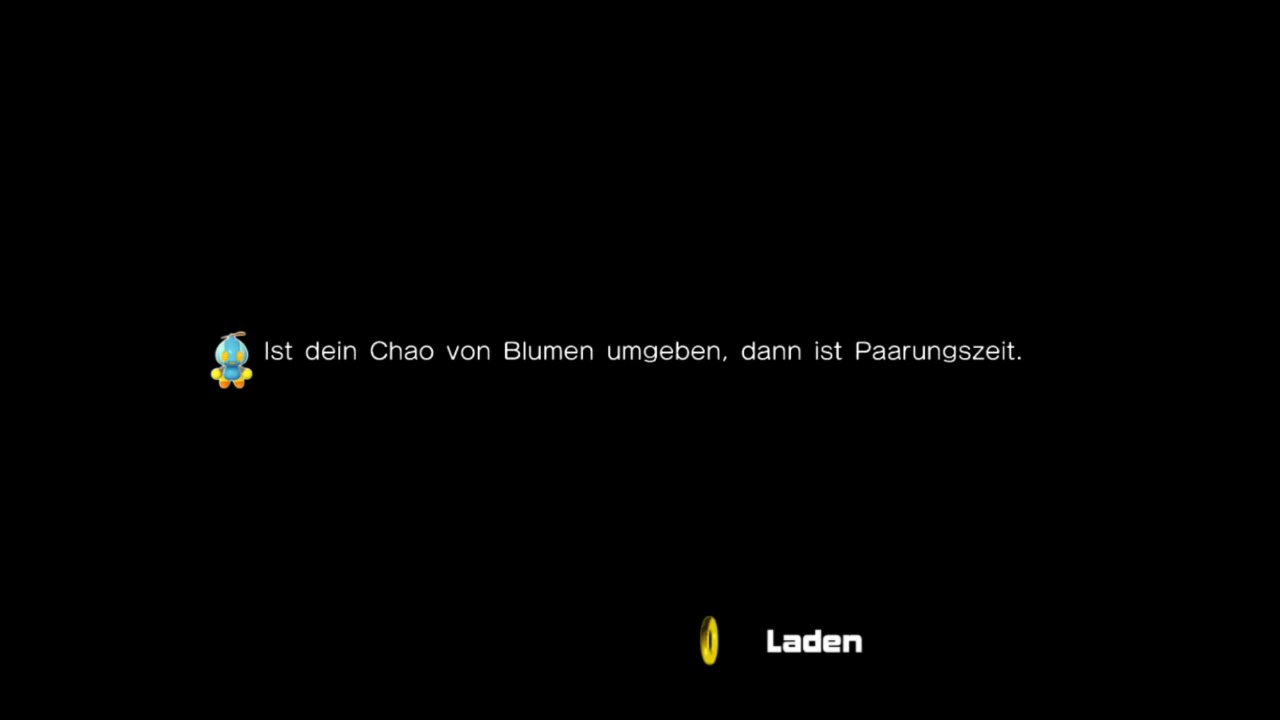 Ist dein Chao von Blumen umgeben, dann ist Paarungszeit.
Laden